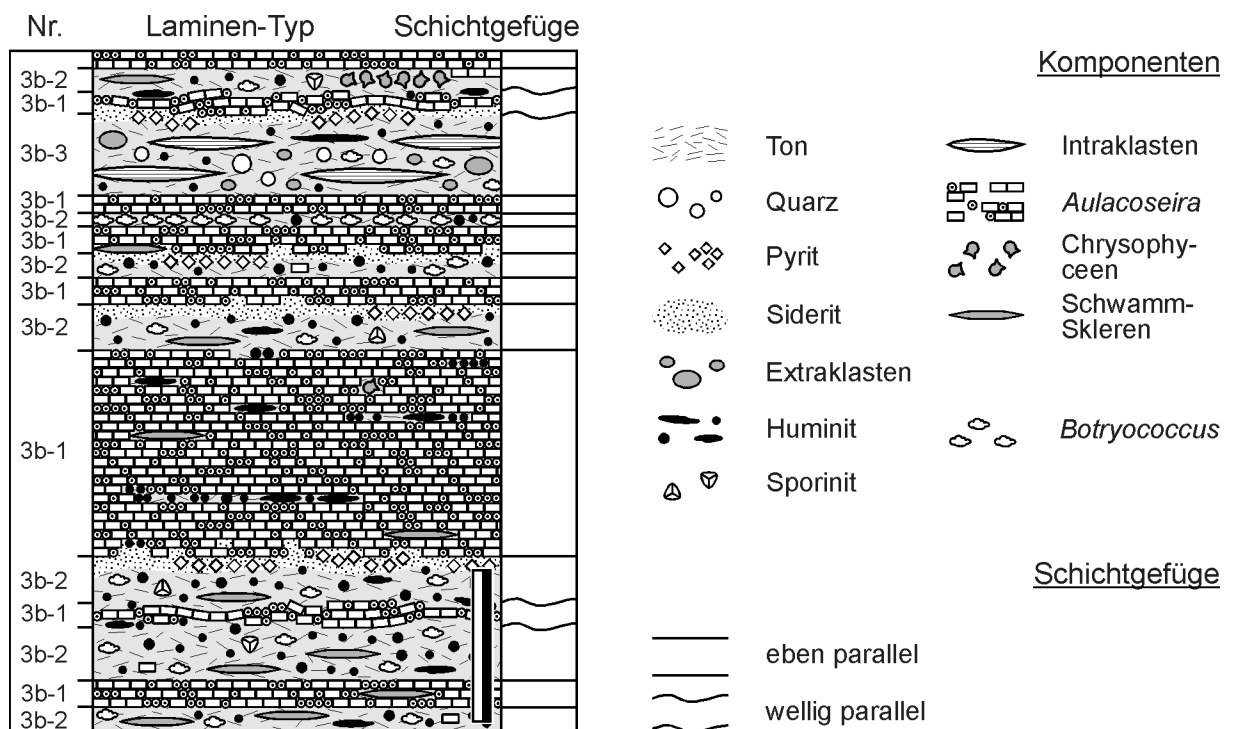 Nr. Laminen-Typ Schichtgefüge
3b-2
3b-1
3b-3
3b-1
3b-2
3b-1
3b-2
3b-1
3b-2
3b-1
3b-2
3b-1
3b-2
3b-1
3b-2
Komponenten
Ton
Quarz
Pyrit
Siderit
Extraklasten
Huminit
Sporinit
Intraklasten
Aulacoseira
Chrysophy-
ceen
Schwamm-
Skleren
Botryococcus
Schichtgefüge
eben parallel
wellig parallel